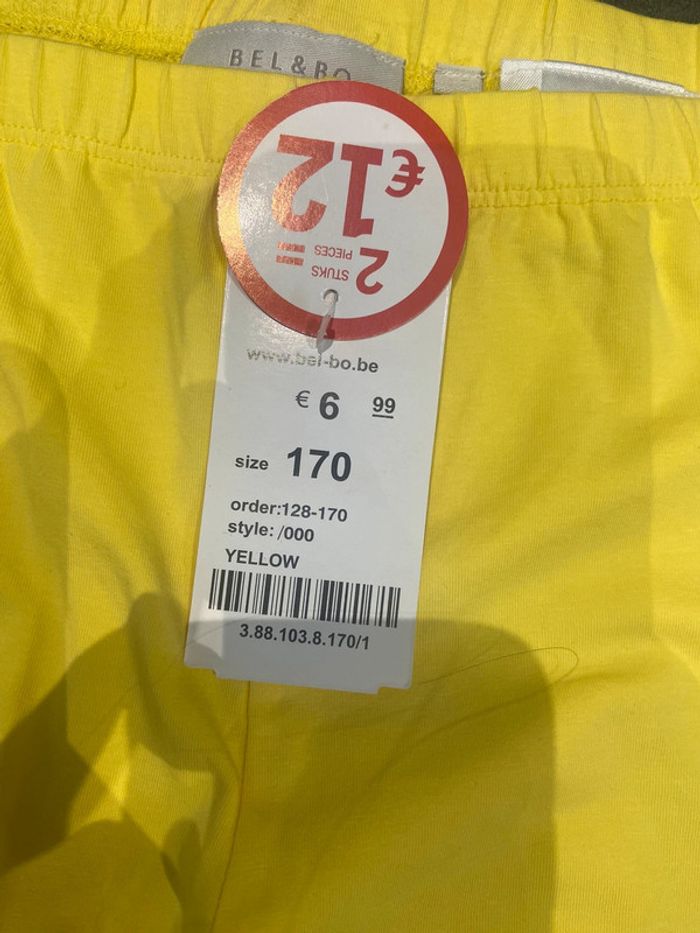 BEL&BO
2 STUKS PIECES
=
€12
www.bel-bo.be
€ 6 99
size 170
order:128-170
style: /000
YELLOW
3.88.103.8.170/1